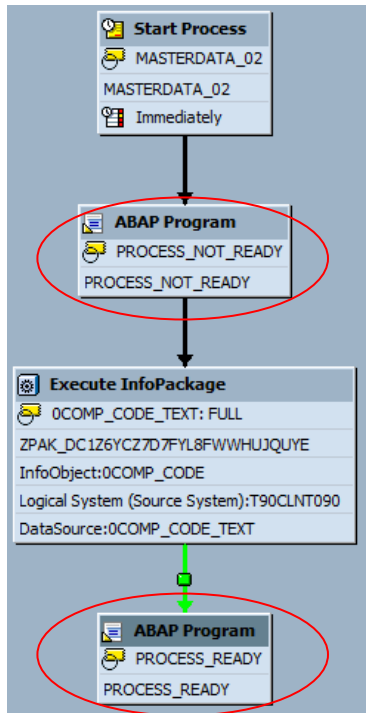 Start Process
MASTERDATA_02
MASTERDATA_02
Immediately
ABAP Program
PROCESS_NOT_READY
PROCESS_NOT_READY
Execute InfoPackage
0COMP_CODE_TEXT: FULL
ZPAK_DC1Z6YCZ7D7FYL8FWWHUJQUYE
InfoObject:0COMP_CODE
Logical System (Source System):T90CLNT090
DataSource:0COMP_CODE_TEXT
ABAP Program
PROCESS_READY
PROCESS_READY